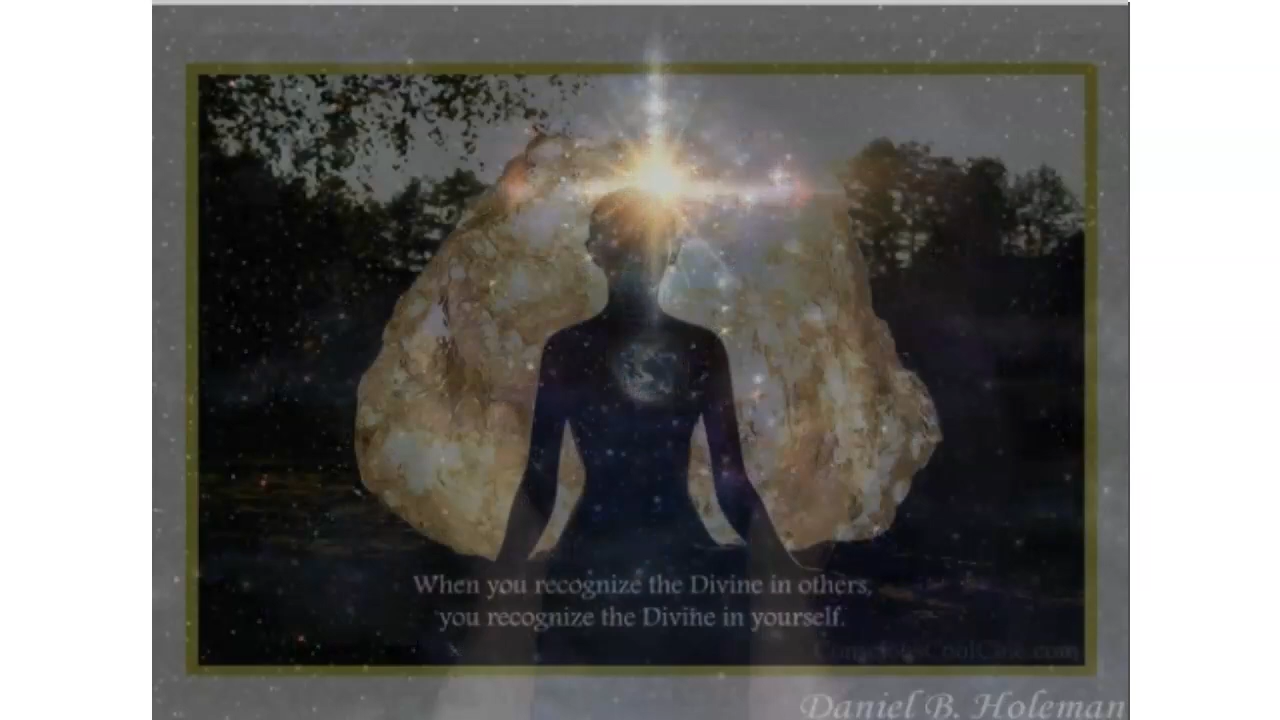 When you recognize the Divine in others,
you recognize the Divine in yourself.
Daniel B. Holeman